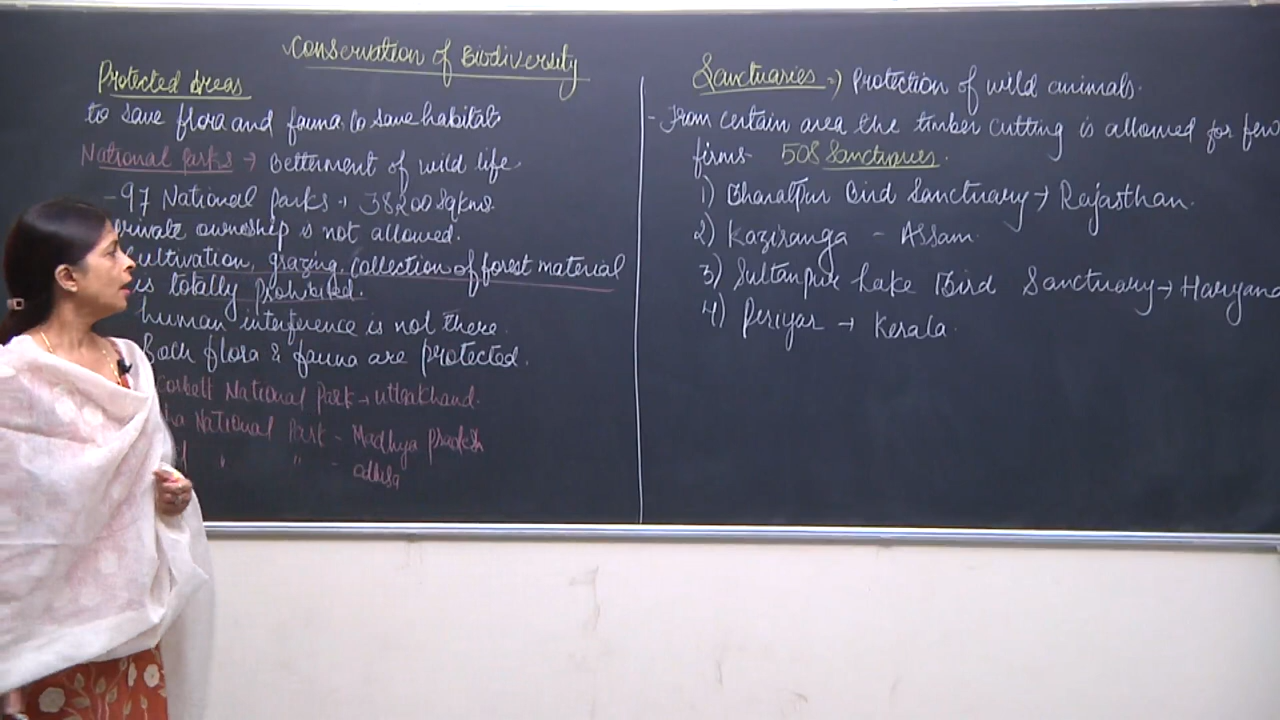 Conservation of Biodiversity
Protected Areas
to save flora and fauna, to save habitat
National parks → betterment of wild life
- 97 National Parks → 38200 Sqkms.
private ownership is not allowed.
Cultivation, grazing, collection of forest material
is totally prohibited.
human interference is not there.
Both flora & fauna are protected.
Corbett National Park → uttrakhand.
National Park - Madhya pradesh
" " - odhisa
Sanctuaries → Protection of wild animals.
- From certain area the timber cutting is allowed for few
firms. 508 Sanctuaries.
1) Bharatpur Bird Sanctuary → Rajasthan.
2) Kaziranga - Assam.
3) Sultanpur Lake Bird Sanctuary → Haryana
4) Periyar → Kerala.